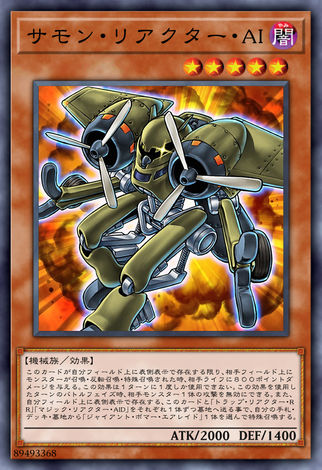 サモン・リアクター・AI
闇
やみ
【機械族/効果】
このカードが自分フィールド上に表側表示で存在する限り、相手フィールド上に
モンスターが召喚・反転召喚・特殊召喚された時、相手ライフに800ポイントダ
メージを与える。この効果は1ターンに1度しか使用できない。この効果を使用し
たターンのバトルフェイズ時、相手モンスター1体の攻撃を無効にできる。また、
自分フィールド上に表側表示で存在する、このカードと「トラップ・リアクター・R
R」「マジック・リアクター・AID」をそれぞれ1体ずつ墓地へ送る事で、自分の手札・
デッキ・墓地から「ジャイアント・ボマー・エアレイド」1体を選んで特殊召喚する。
ATK/2000 DEF/1400
89493368